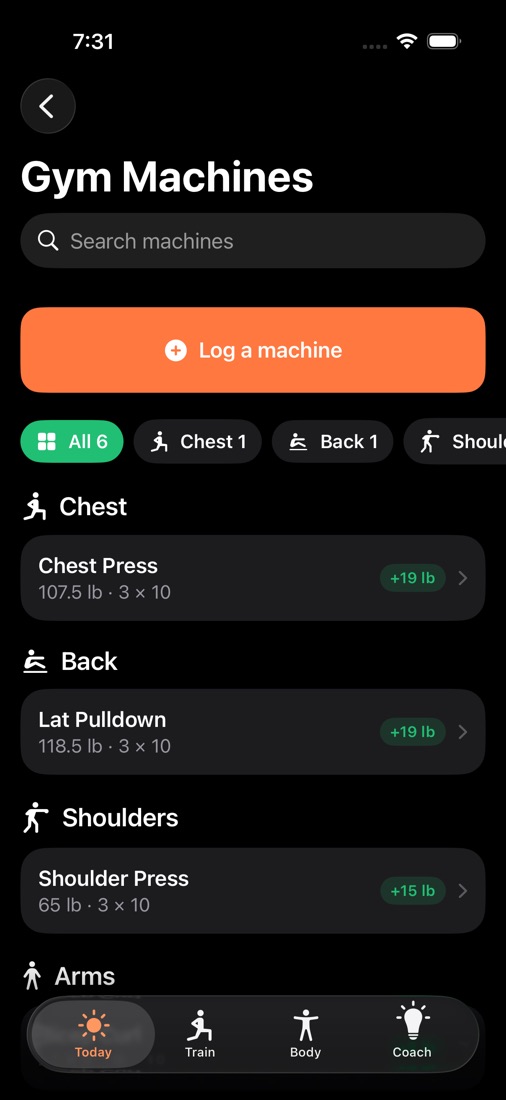 7:31
Gym Machines
Search machines
Log a machine
All 6
Chest 1
Back 1
Shoul
Chest
Chest Press
107.5 lb · 3 × 10
+19 lb
Back
Lat Pulldown
118.5 lb · 3 × 10
+19 lb
Shoulders
Shoulder Press
65 lb · 3 × 10
+15 lb
Arms
Today
Train
Body
Coach